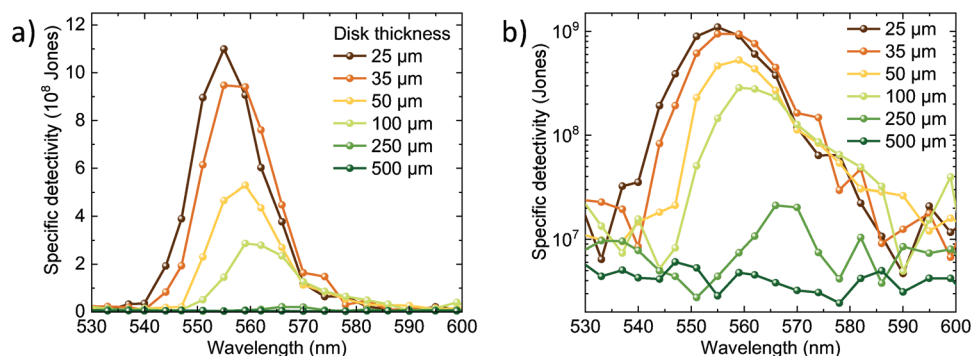 a)
Specific detectivity (10⁸ Jones)
12
10
8
6
4
2
0
530 540 550 560 570 580 590 600
Wavelength (nm)
Disk thickness
25 µm
35 µm
50 µm
100 µm
250 µm
500 µm
b)
Specific detectivity (Jones)
10⁹
10⁸
10⁷
530 540 550 560 570 580 590 600
Wavelength (nm)
25 µm
35 µm
50 µm
100 µm
250 µm
500 µm